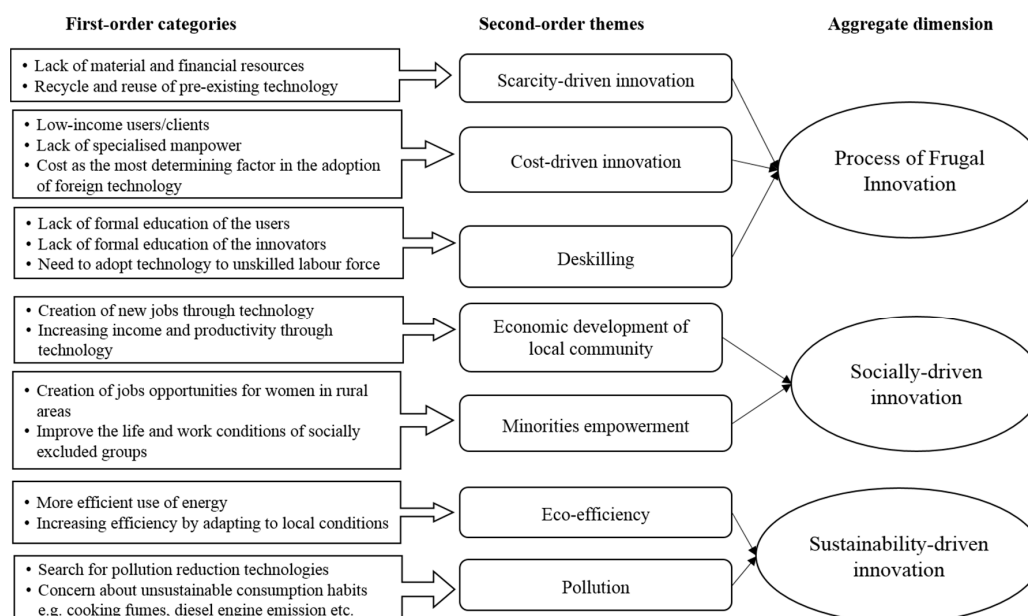 First-order categories
Second-order themes
Aggregate dimension
• Lack of material and financial resources
• Recycle and reuse of pre-existing technology
Scarcity-driven innovation
• Low-income users/clients
• Lack of specialised manpower
• Cost as the most determining factor in the adoption
of foreign technology
Cost-driven innovation
• Lack of formal education of the users
• Lack of formal education of the innovators
• Need to adopt technology to unskilled labour force
Deskilling
Process of Frugal
Innovation
• Creation of new jobs through technology
• Increasing income and productivity through
technology
Economic development of
local community
• Creation of jobs opportunities for women in rural
areas
• Improve the life and work conditions of socially
excluded groups
Minorities empowerment
Socially-driven
innovation
• More efficient use of energy
• Increasing efficiency by adapting to local conditions
Eco-efficiency
• Search for pollution reduction technologies
• Concern about unsustainable consumption habits
e.g. cooking fumes, diesel engine emission etc.
Pollution
Sustainability-driven
innovation